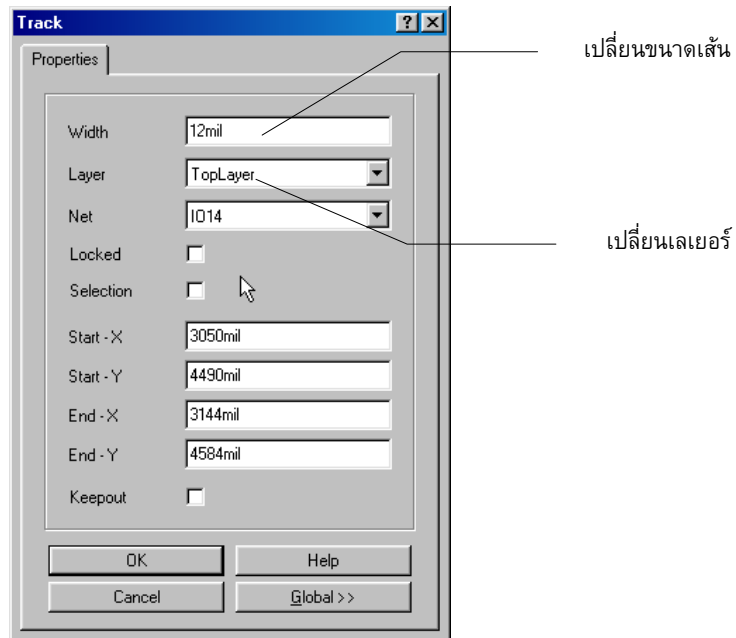 Track
Properties
เปลี่ยนขนาดเส้น
Width 12mil
Layer TopLayer
Net IO14
เปลี่ยนเลเยอร์
Locked
Selection
Start - X 3050mil
Start - Y 4490mil
End - X 3144mil
End - Y 4584mil
Keepout
OK Help
Cancel Global >>